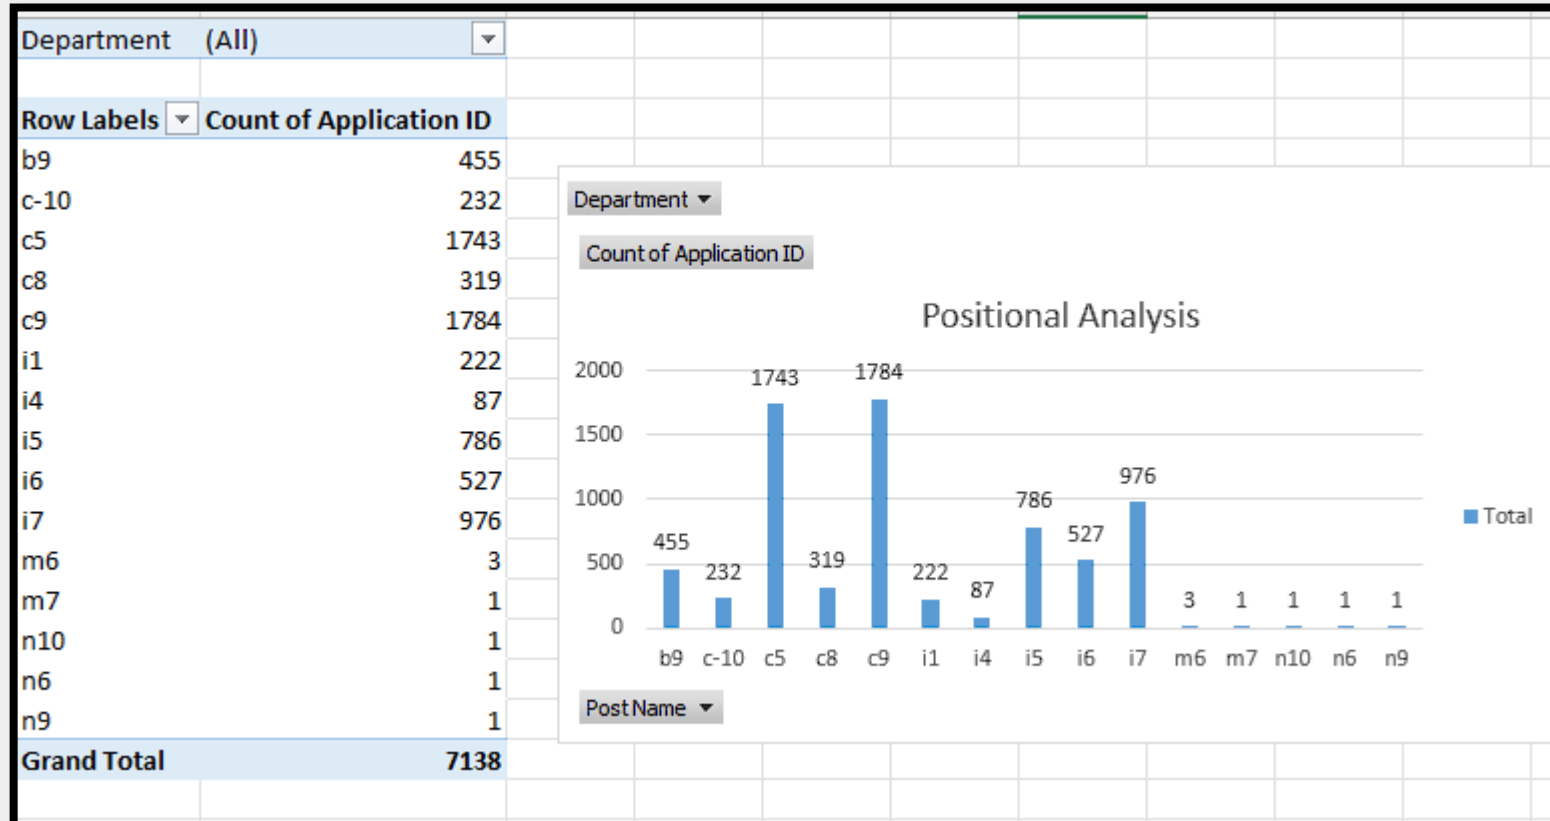 Department (All)
Row Labels Count of Application ID
b9 455
c-10 232
c5 1743
c8 319
c9 1784
i1 222
i4 87
i5 786
i6 527
i7 976
m6 3
m7 1
n10 1
n6 1
n9 1
Grand Total 7138
Department
Count of Application ID
Positional Analysis
2000
1500
1000
500
0
455 232 1743 319 1784 222 87 786 527 976 3 1 1 1 1
b9 c-10 c5 c8 c9 i1 i4 i5 i6 i7 m6 m7 n10 n6 n9
Total
Post Name